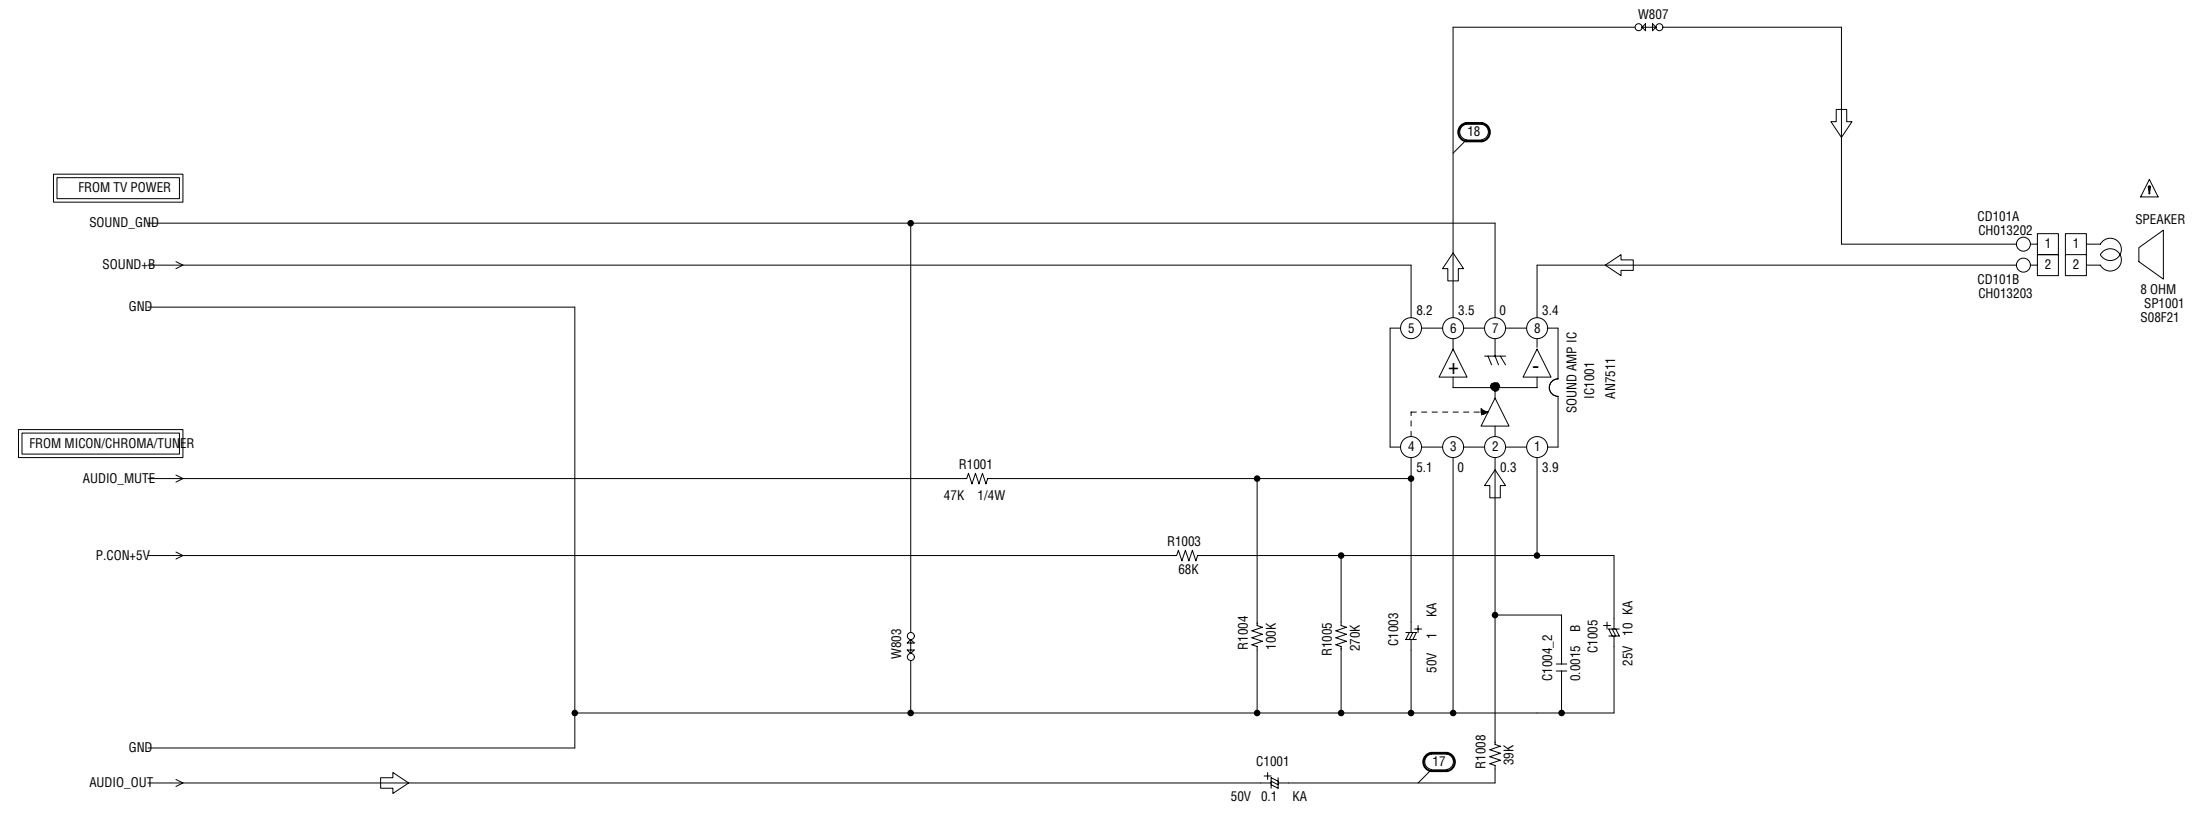 W807
18
FROM TV POWER
SOUND_GND
SOUND+B
GND
CD101A
CH013202
1 1
2 2
CD101B
CH013203
SPEAKER
8 OHM
SP1001
S08F21
8.2 3.5 0 3.4
5 6 7 8
+ -
SOUND AMP IC
IC1001
AN7511
4 3 2 1
5.1 0 0.3 3.9
FROM MICON/CHROMA/TUNER
AUDIO_MUTE
R1001
47K 1/4W
P.CON+5V
R1003
68K
W803
R1004
100K
R1005
270K
C1003
50V 1 KA
C1004_2
0.0015 B
C1005
25V 10 KA
GND
R1008
39K
AUDIO_OUT
C1001
50V 0.1 KA
17